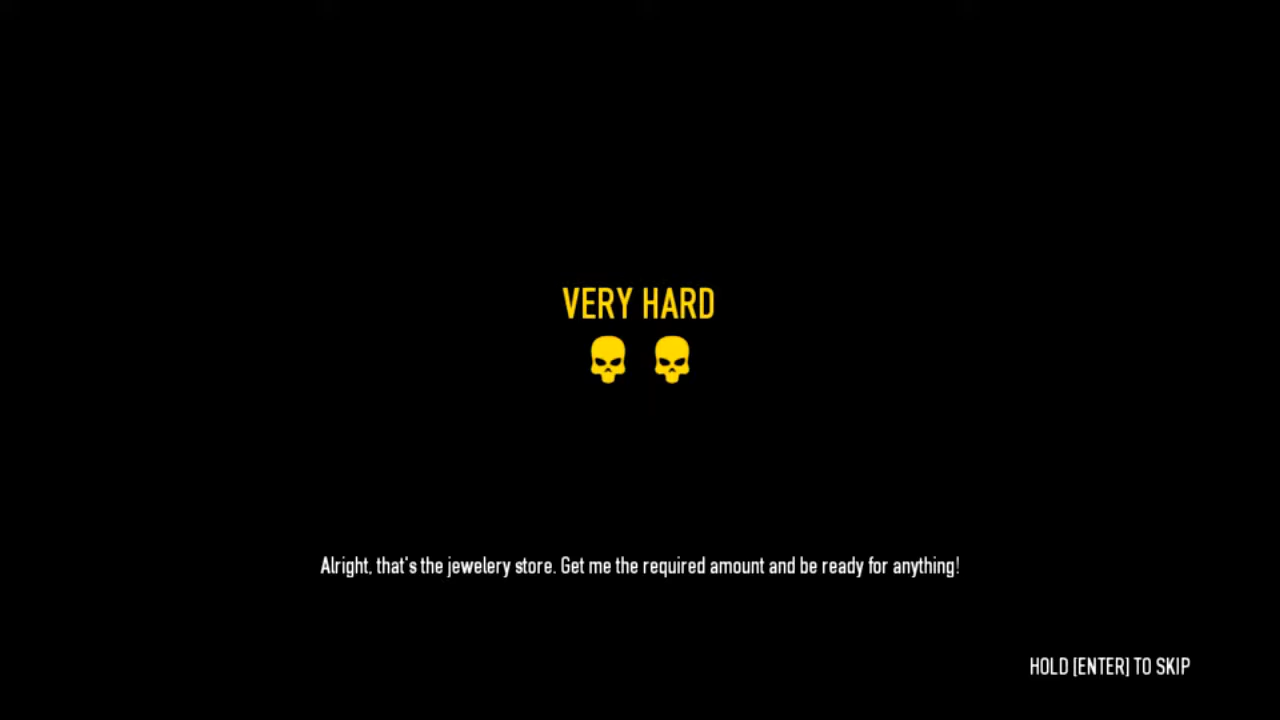 VERY HARD
Alright, that's the jewelery store. Get me the required amount and be ready for anything!
HOLD [ENTER] TO SKIP